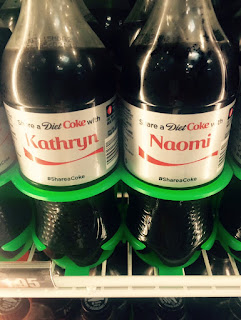 Share a Diet Coke with
Kathryn
#ShareaCoke
Share a Diet Coke with
Naomi
#ShareaCoke